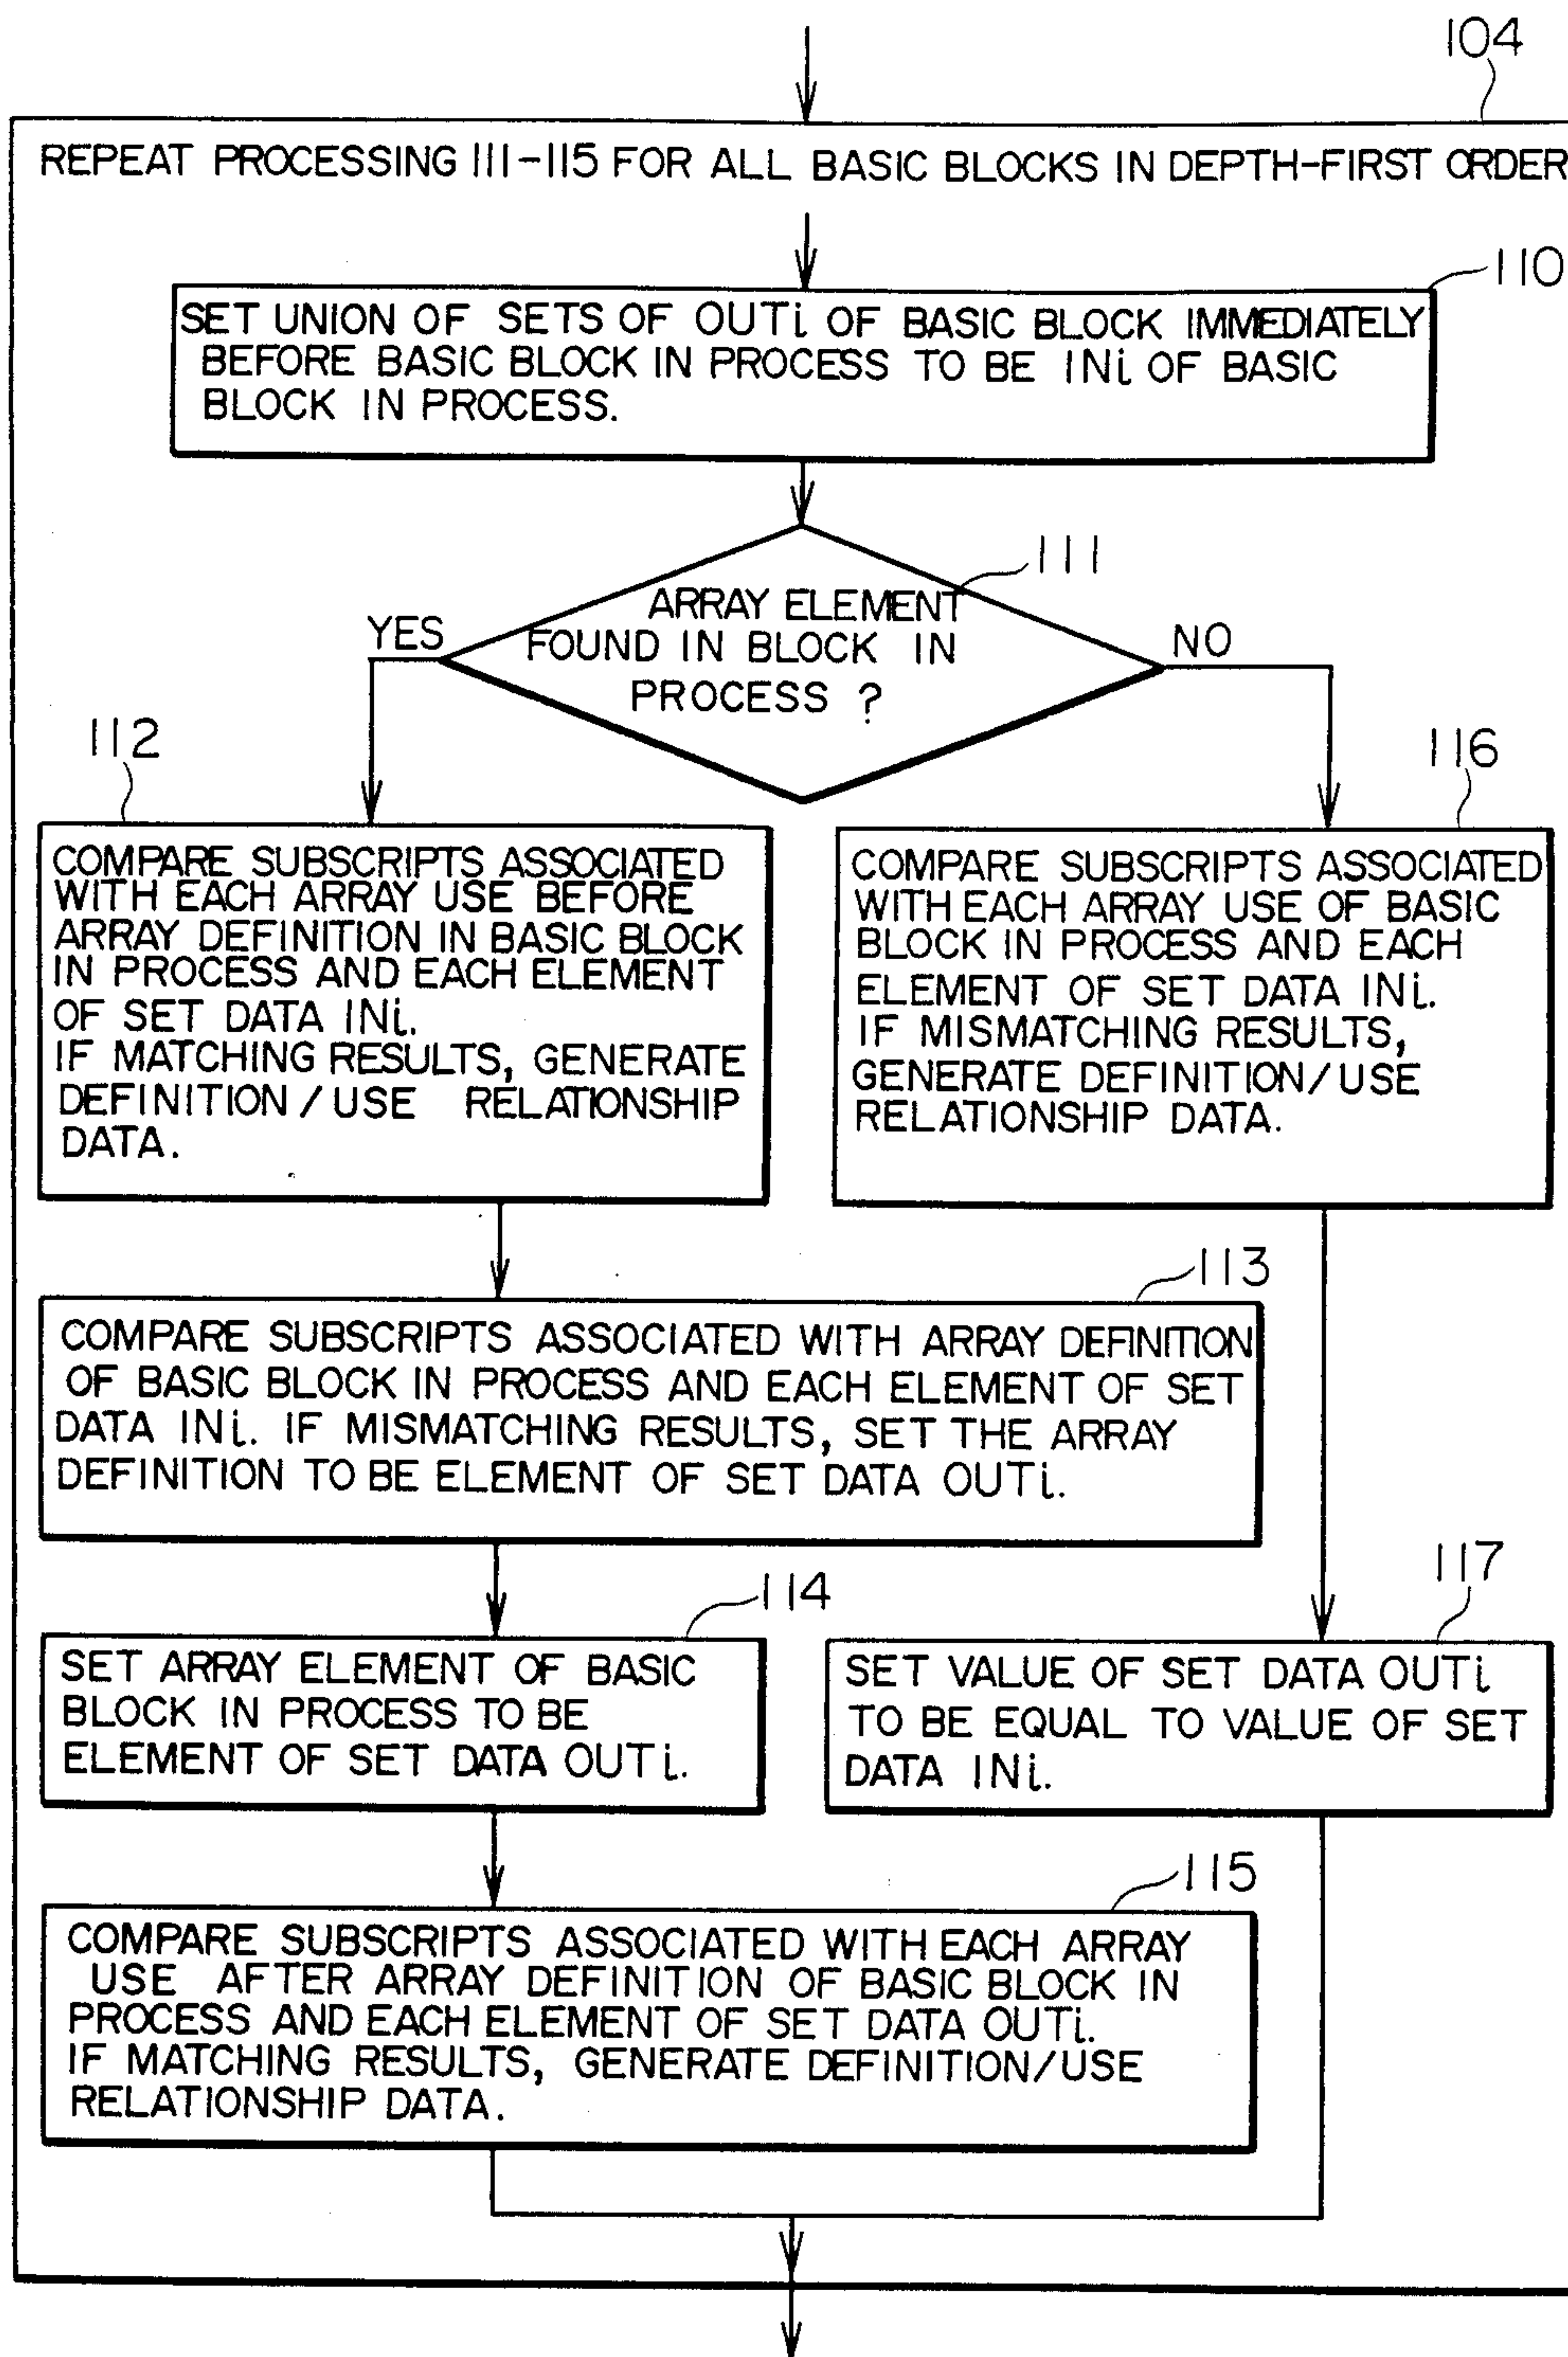 104
REPEAT PROCESSING 111-115 FOR ALL BASIC BLOCKS IN DEPTH-FIRST ORDER
110
SET UNION OF SETS OF OUTi OF BASIC BLOCK IMMEDIATELY
BEFORE BASIC BLOCK IN PROCESS TO BE INi OF BASIC
BLOCK IN PROCESS.
111
ARRAY ELEMENT
FOUND IN BLOCK IN
PROCESS ?
YES
NO
112
COMPARE SUBSCRIPTS ASSOCIATED
WITH EACH ARRAY USE BEFORE
ARRAY DEFINITION IN BASIC BLOCK
IN PROCESS AND EACH ELEMENT
OF SET DATA INi.
IF MATCHING RESULTS, GENERATE
DEFINITION/USE RELATIONSHIP
DATA.
116
COMPARE SUBSCRIPTS ASSOCIATED
WITH EACH ARRAY USE OF BASIC
BLOCK IN PROCESS AND EACH
ELEMENT OF SET DATA INi.
IF MISMATCHING RESULTS,
GENERATE DEFINITION/USE
RELATIONSHIP DATA.
113
COMPARE SUBSCRIPTS ASSOCIATED WITH ARRAY DEFINITION
OF BASIC BLOCK IN PROCESS AND EACH ELEMENT OF SET
DATA INi. IF MISMATCHING RESULTS, SET THE ARRAY
DEFINITION TO BE ELEMENT OF SET DATA OUTi.
114
SET ARRAY ELEMENT OF BASIC
BLOCK IN PROCESS TO BE
ELEMENT OF SET DATA OUTi.
117
SET VALUE OF SET DATA OUTi
TO BE EQUAL TO VALUE OF SET
DATA INi.
115
COMPARE SUBSCRIPTS ASSOCIATED WITH EACH ARRAY
USE AFTER ARRAY DEFINITION OF BASIC BLOCK IN
PROCESS AND EACH ELEMENT OF SET DATA OUTi.
IF MATCHING RESULTS, GENERATE DEFINITION/USE
RELATIONSHIP DATA.